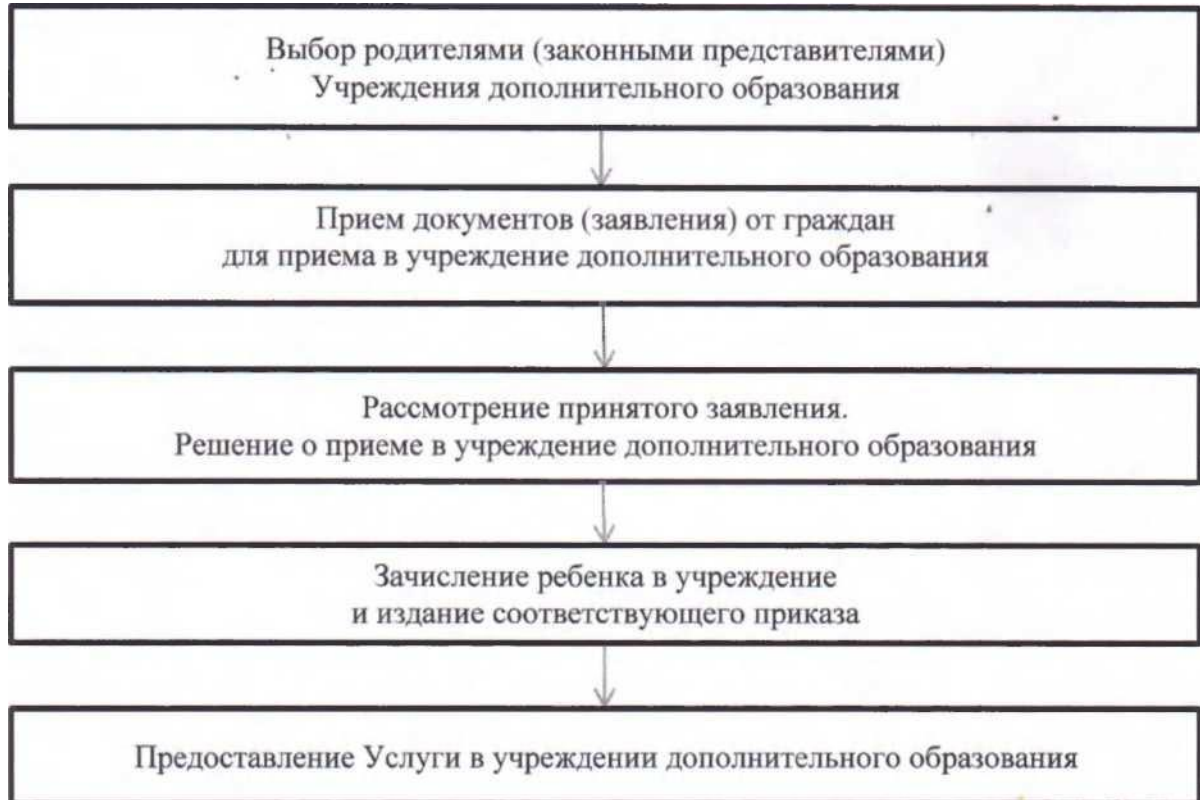 Выбор родителями (законными представителями)
Учреждения дополнительного образования
Прием документов (заявления) от граждан
для приема в учреждение дополнительного образования
Рассмотрение принятого заявления.
Решение о приеме в учреждение дополнительного образования
Зачисление ребенка в учреждение
и издание соответствующего приказа
Предоставление Услуги в учреждении дополнительного образования